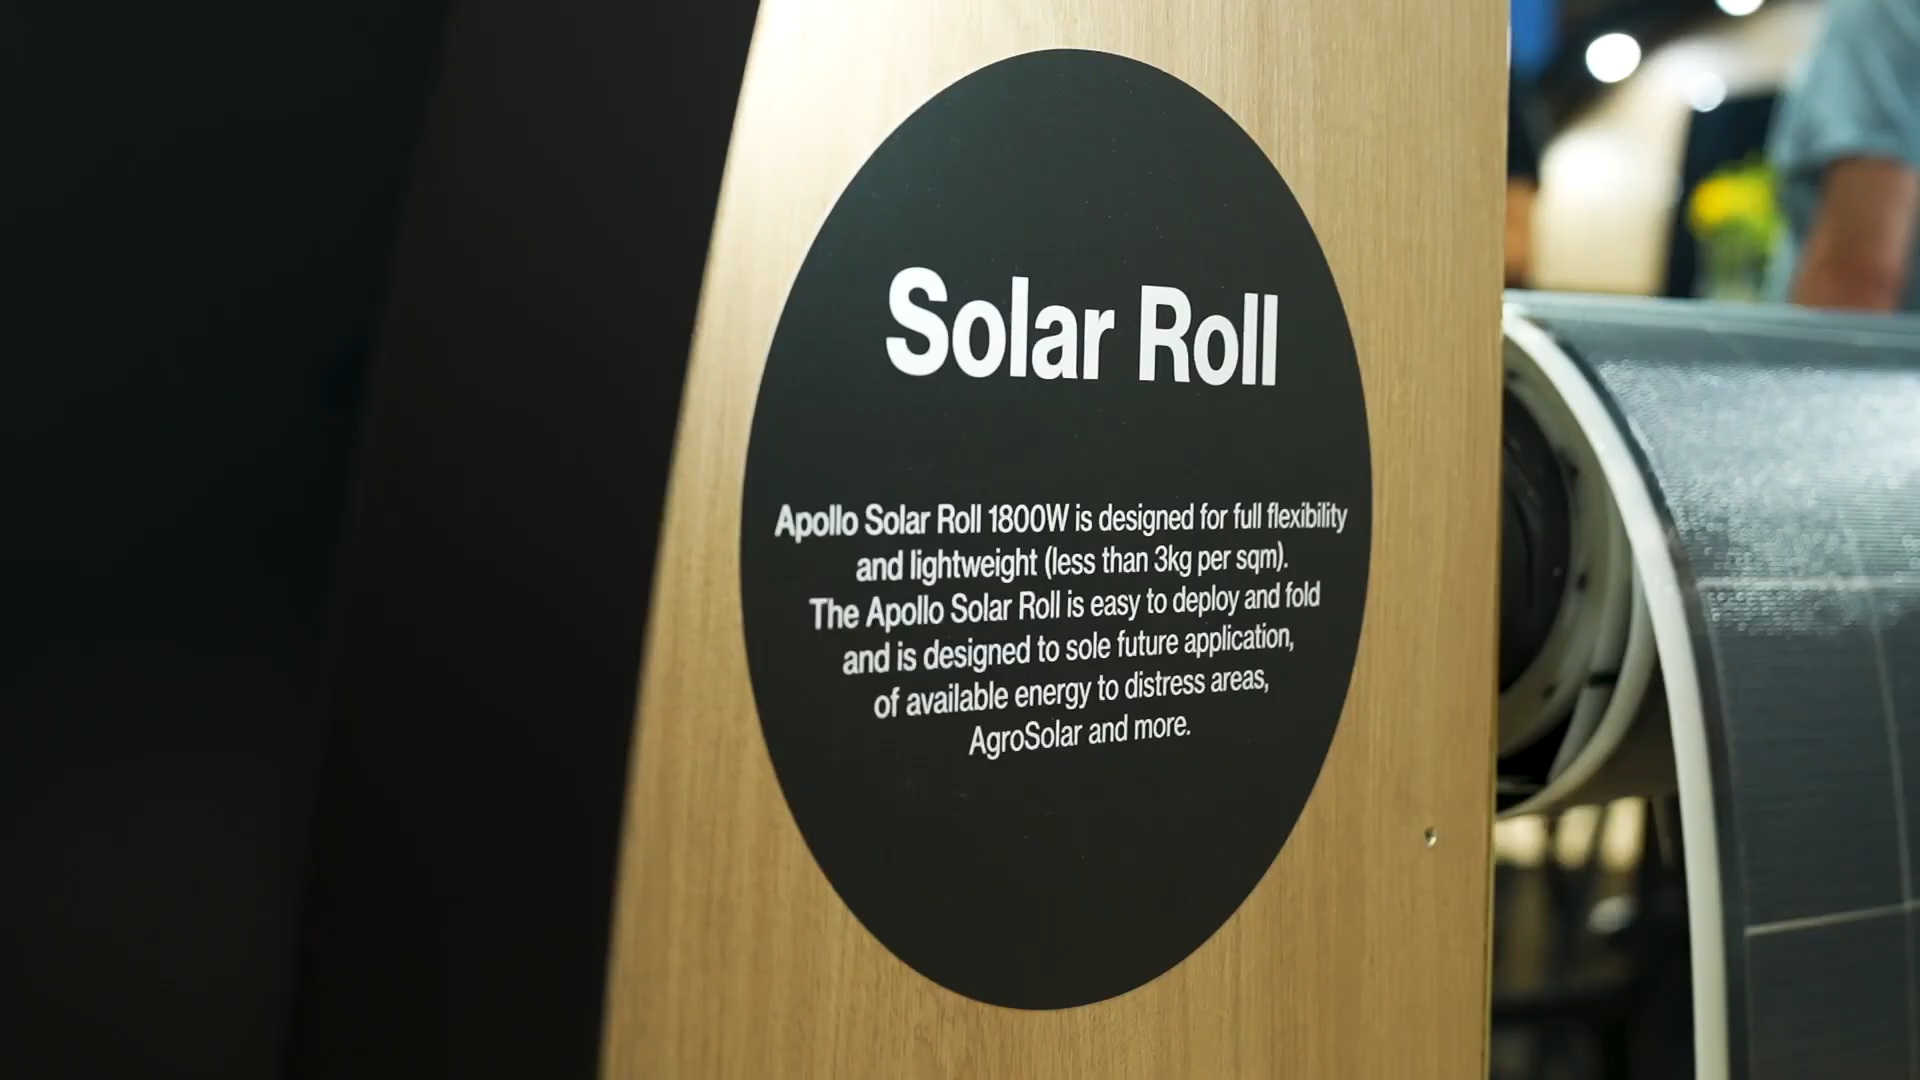 Solar Roll
Apollo Solar Roll 1800W is designed for full flexibility
and lightweight (less than 3kg per sqm).
The Apollo Solar Roll is easy to deploy and fold
and is designed to sole future application,
of available energy to distress areas,
AgroSolar and more.